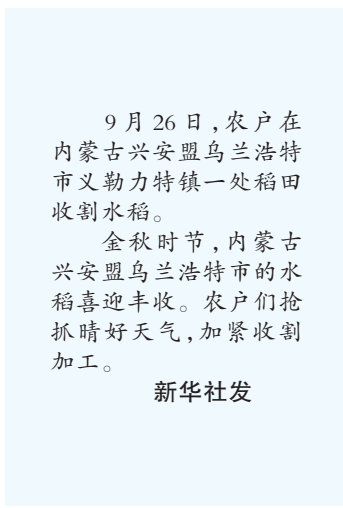 9月26日,农户在
内蒙古兴安盟乌兰浩特
市义勒力特镇一处稻田
收割水稻。
金秋时节,内蒙古
兴安盟乌兰浩特市的水
稻喜迎丰收。农户们抢
抓晴好天气,加紧收割
加工。
新华社发